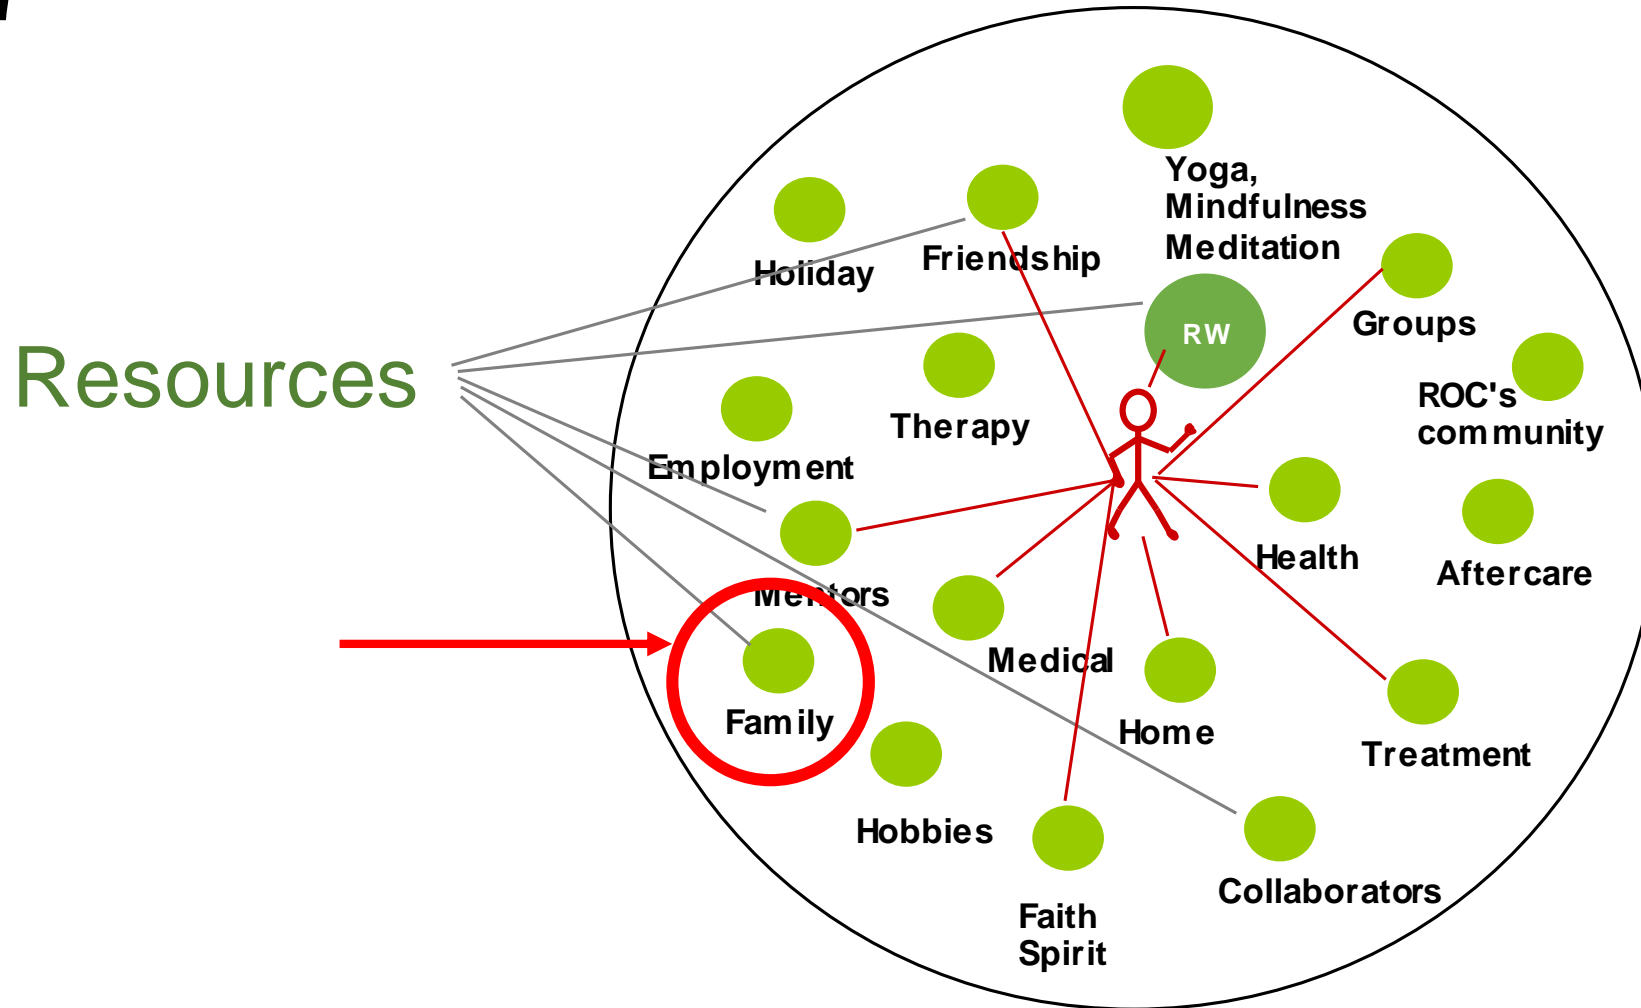 Yoga,
Mindfulness
Meditation
Holiday
Friendship
Groups
RW
Resources
ROC's
community
Therapy
Employment
Health
Aftercare
Mentors
Medical
Family
Home
Treatment
Hobbies
Collaborators
Faith
Spirit